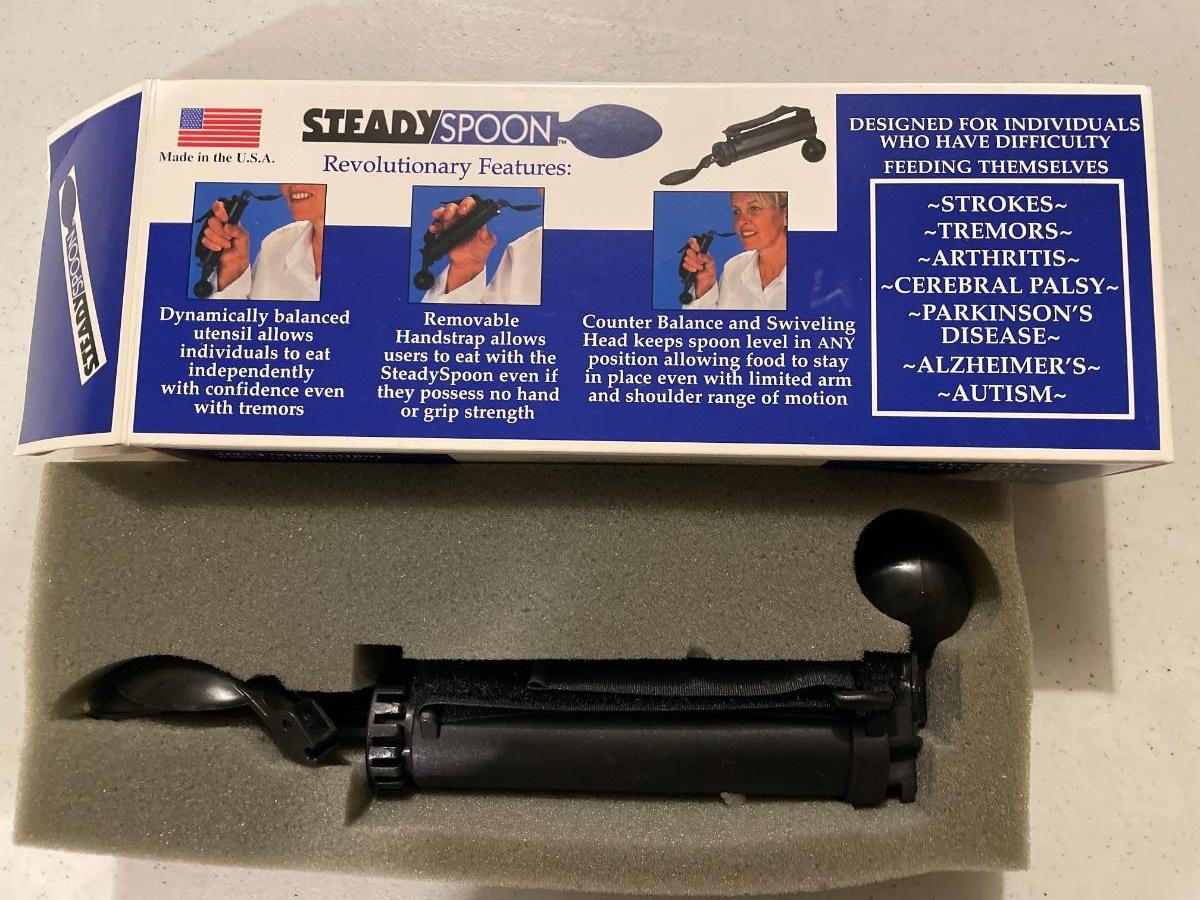 STEADY/SPOON™
Made in the U.S.A.
Revolutionary Features:
Dynamically balanced
utensil allows
individuals to eat
independently
with confidence even
with tremors
Removable
Handstrap allows
users to eat with the
SteadySpoon even if
they possess no hand
or grip strength
Counter Balance and Swiveling
Head keeps spoon level in ANY
position allowing food to stay
in place even with limited arm
and shoulder range of motion
DESIGNED FOR INDIVIDUALS
WHO HAVE DIFFICULTY
FEEDING THEMSELVES
~STROKES~
~TREMORS~
~ARTHRITIS~
~CEREBRAL PALSY~
~PARKINSON'S
DISEASE~
~ALZHEIMER'S~
~AUTISM~
STEADY/SPOON